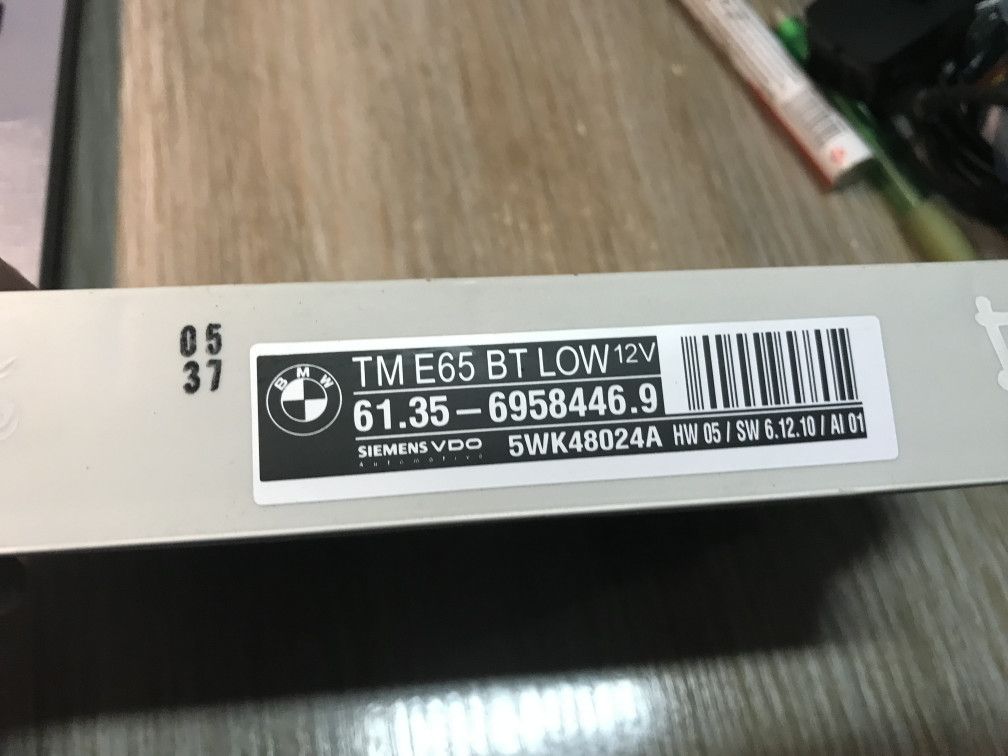 05
37
BMW
TM E65 BT LOW 12V
61.35 – 6958446.9
SIEMENS VDO
Automotive
5WK48024A HW 05 / SW 6.12.10 / AI 01